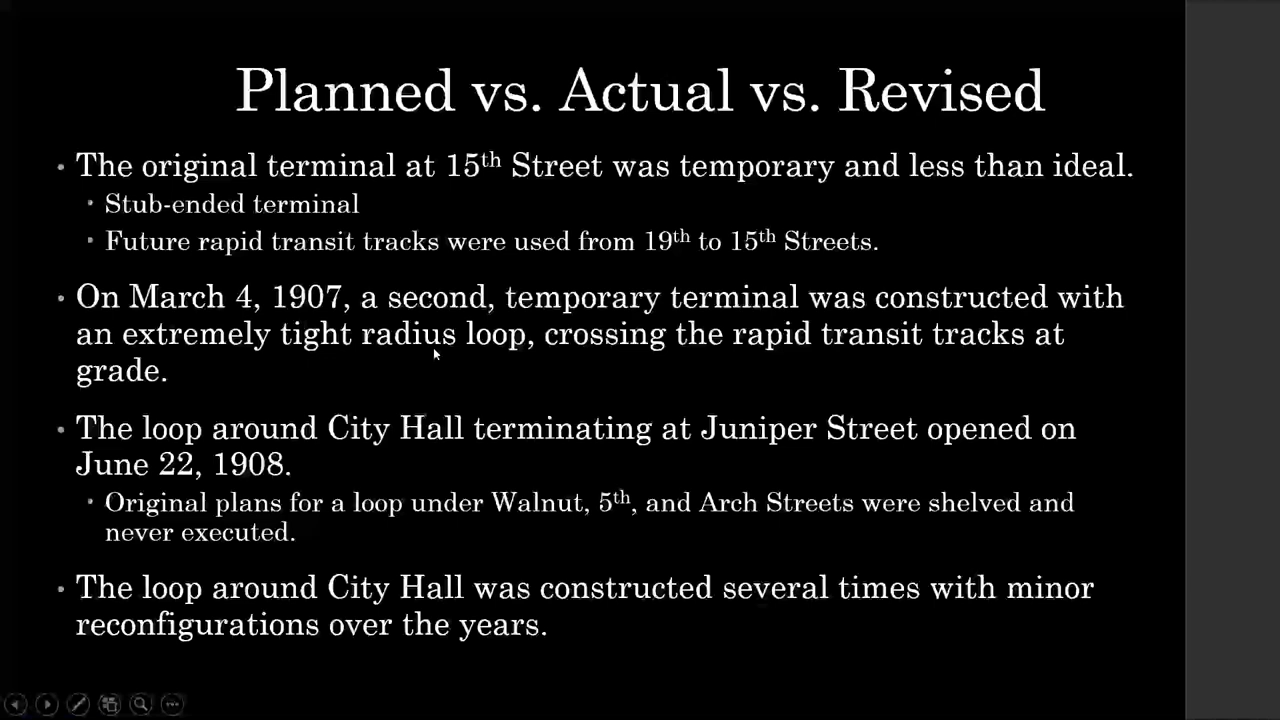 Planned vs. Actual vs. Revised
• The original terminal at 15th Street was temporary and less than ideal.
• Stub-ended terminal
• Future rapid transit tracks were used from 19th to 15th Streets.
• On March 4, 1907, a second, temporary terminal was constructed with
an extremely tight radius loop, crossing the rapid transit tracks at
grade.
• The loop around City Hall terminating at Juniper Street opened on
June 22, 1908.
• Original plans for a loop under Walnut, 5th, and Arch Streets were shelved and
never executed.
• The loop around City Hall was constructed several times with minor
reconfigurations over the years.